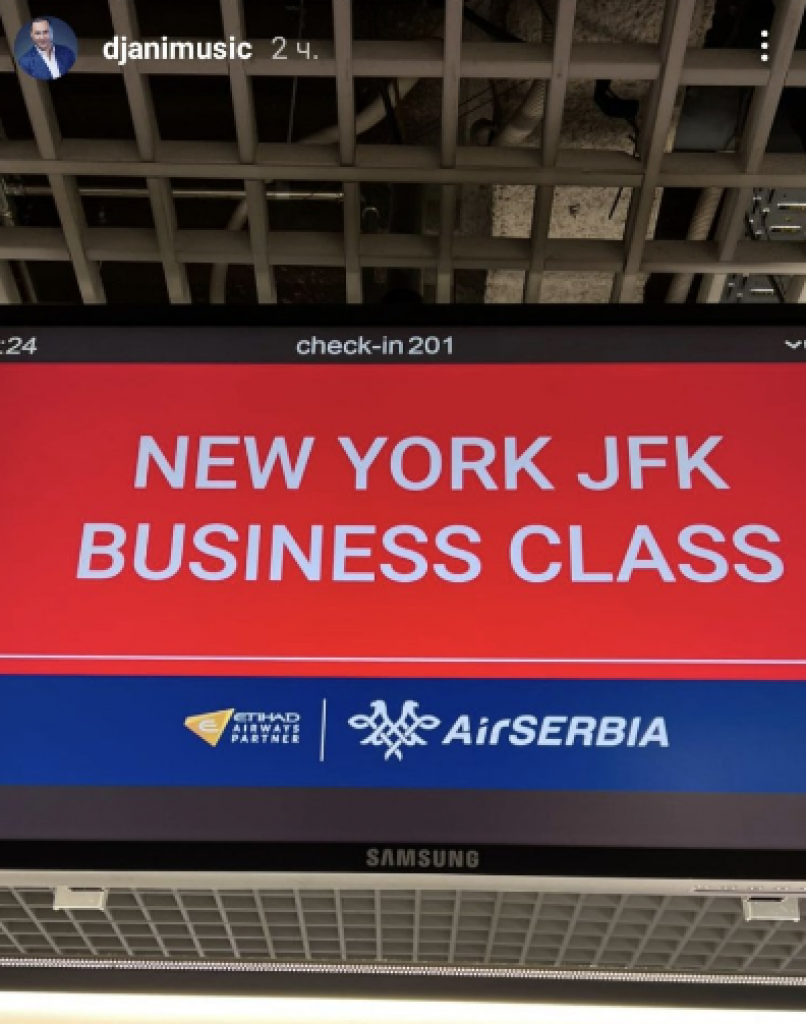 djanimusic 2 ч.
:24 check-in 201
NEW YORK JFK
BUSINESS CLASS
ETIHAD
AIRWAYS
PARTNER
AirSERBIA
SAMSUNG